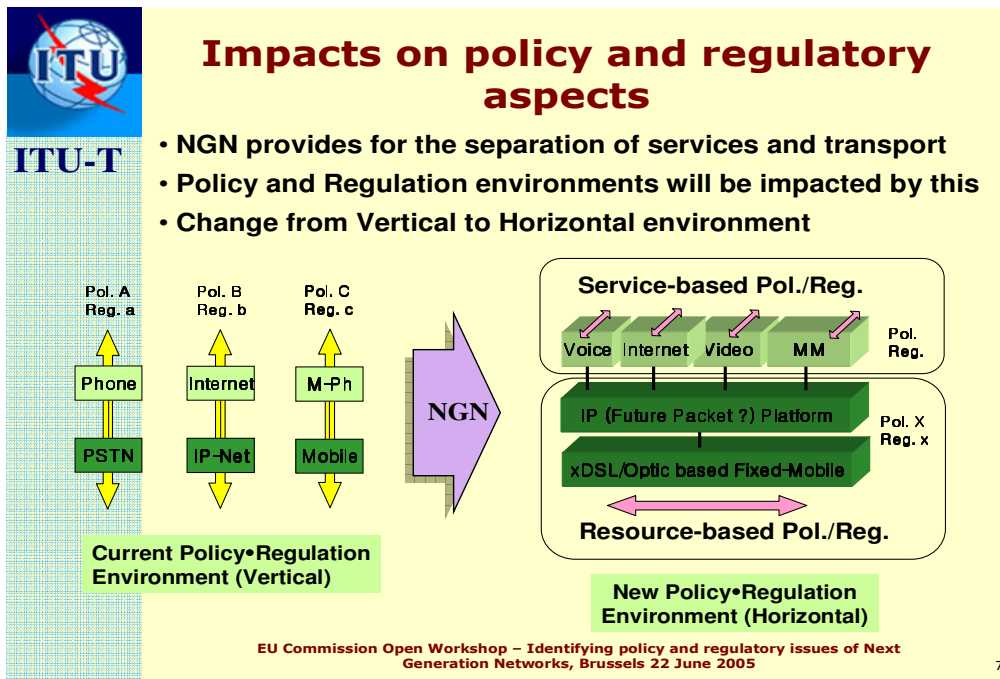 ITU
Impacts on policy and regulatory
aspects
ITU-T
• NGN provides for the separation of services and transport
• Policy and Regulation environments will be impacted by this
• Change from Vertical to Horizontal environment
Pol. A
Reg. a
Pol. B
Reg. b
Pol. C
Reg. c
Phone
Internet
M-Ph
PSTN
IP-Net
Mobile
Current Policy•Regulation
Environment (Vertical)
NGN
Service-based Pol./Reg.
Voice
Internet
Video
MM
Pol.
Reg.
IP (Future Packet ?) Platform
xDSL/Optic based Fixed-Mobile
Pol. X
Reg. x
Resource-based Pol./Reg.
New Policy•Regulation
Environment (Horizontal)
EU Commission Open Workshop – Identifying policy and regulatory issues of Next
Generation Networks, Brussels 22 June 2005
7